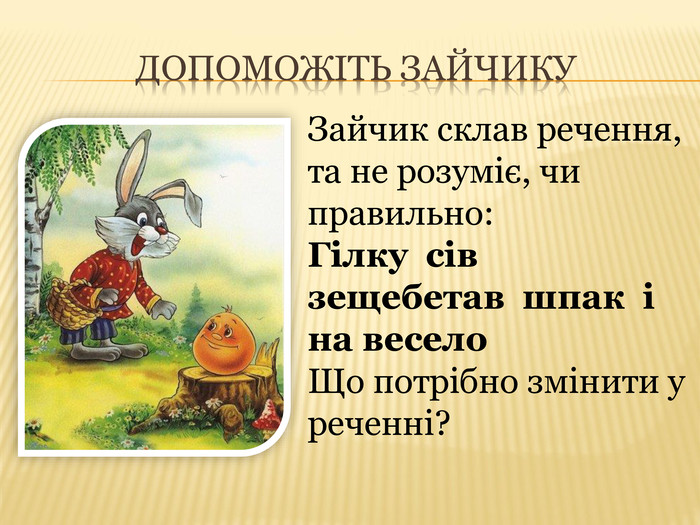 ДОПОМОЖІТЬ ЗАЙЧИКУ
Зайчик склав речення,
та не розуміє, чи
правильно:
Гілку сів
зещебетав шпак і
на весело
Що потрібно змінити у
реченні?